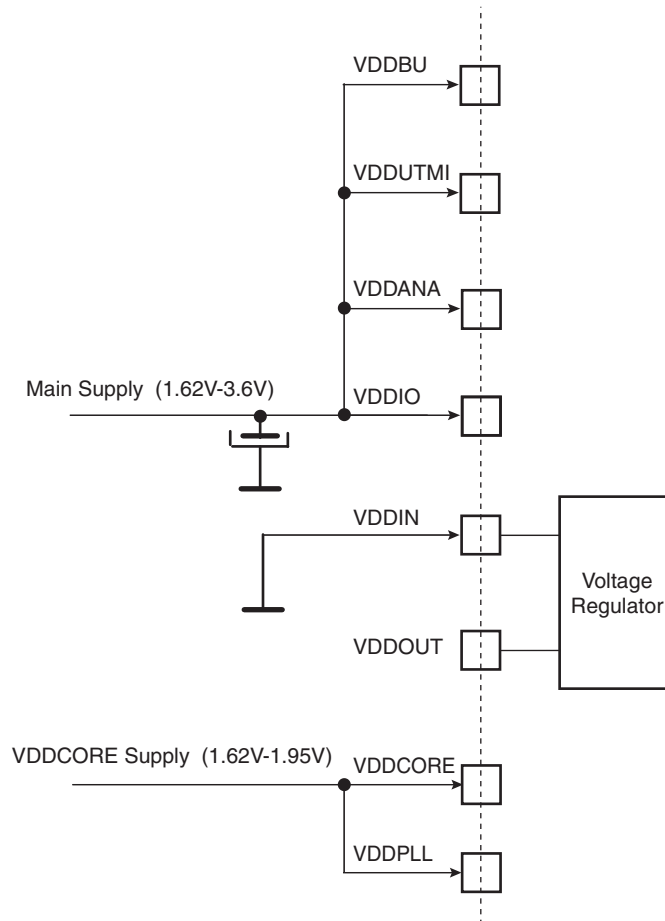 VDDBU
VDDUTMI
VDDANA
Main Supply (1.62V-3.6V)
VDDIO
VDDIN
Voltage
Regulator
VDDOUT
VDDCORE Supply (1.62V-1.95V)
VDDCORE
VDDPLL